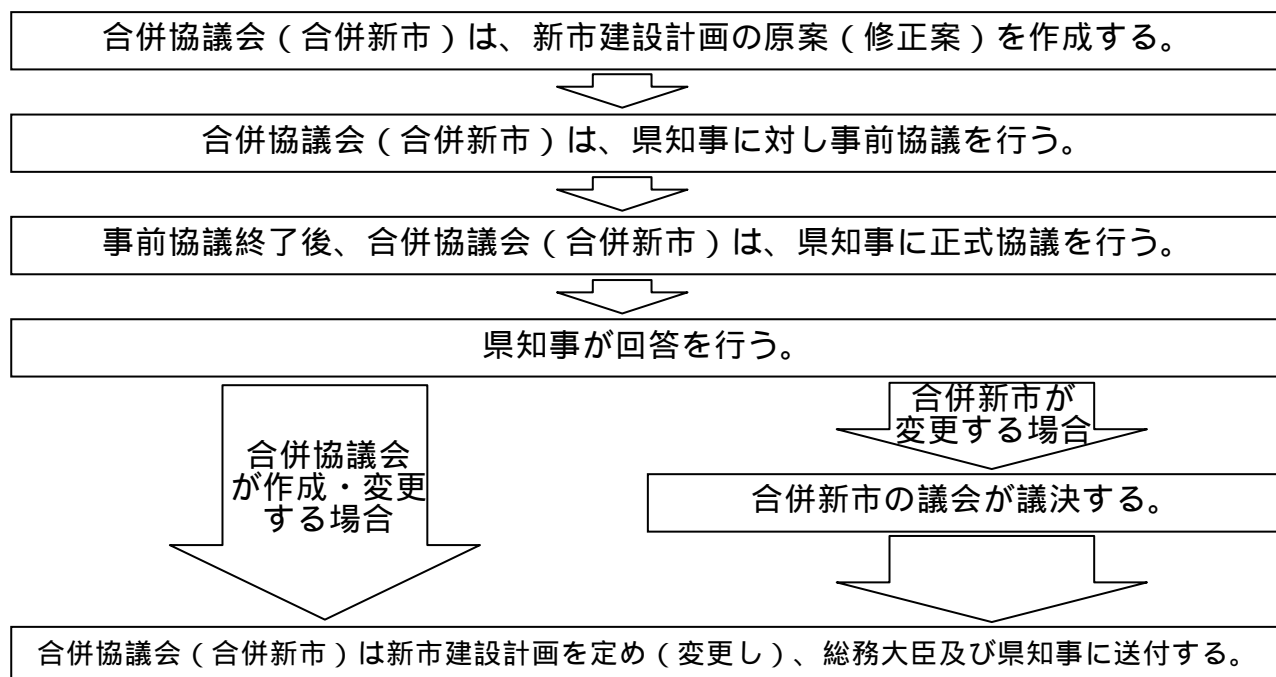 合併協議会（合併新市）は、新市建設計画の原案（修正案）を作成する。
合併協議会（合併新市）は、県知事に対し事前協議を行う。
事前協議終了後、合併協議会（合併新市）は、県知事に正式協議を行う。
県知事が回答を行う。
合併協議会
が作成・変更
する場合
合併新市が
変更する場合
合併新市の議会が議決する。
合併協議会（合併新市）は新市建設計画を定め（変更し）、総務大臣及び県知事に送付する。